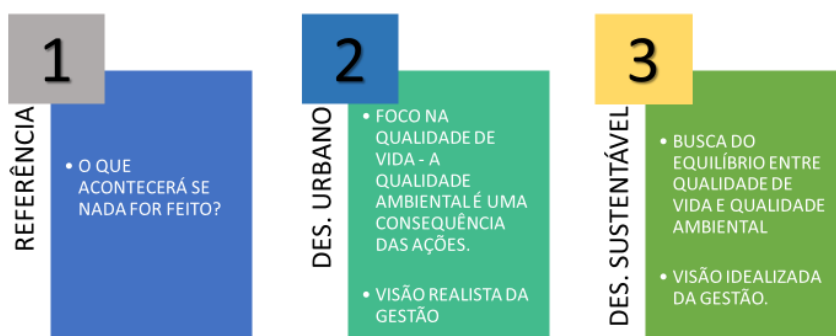 1
REFERÊNCIA
• O QUE
ACONTECERÁ SE
NADA FOR FEITO?
2
DES. URBANO
• FOCO NA
QUALIDADE DE
VIDA - A
QUALIDADE
AMBIENTAL É UMA
CONSEQUÊNCIA
DAS AÇÕES.
• VISÃO REALISTA DA
GESTÃO
3
DES. SUSTENTÁVEL
• BUSCA DO
EQUILÍBRIO ENTRE
QUALIDADE DE
VIDA E QUALIDADE
AMBIENTAL
• VISÃO IDEALIZADA
DA GESTÃO.